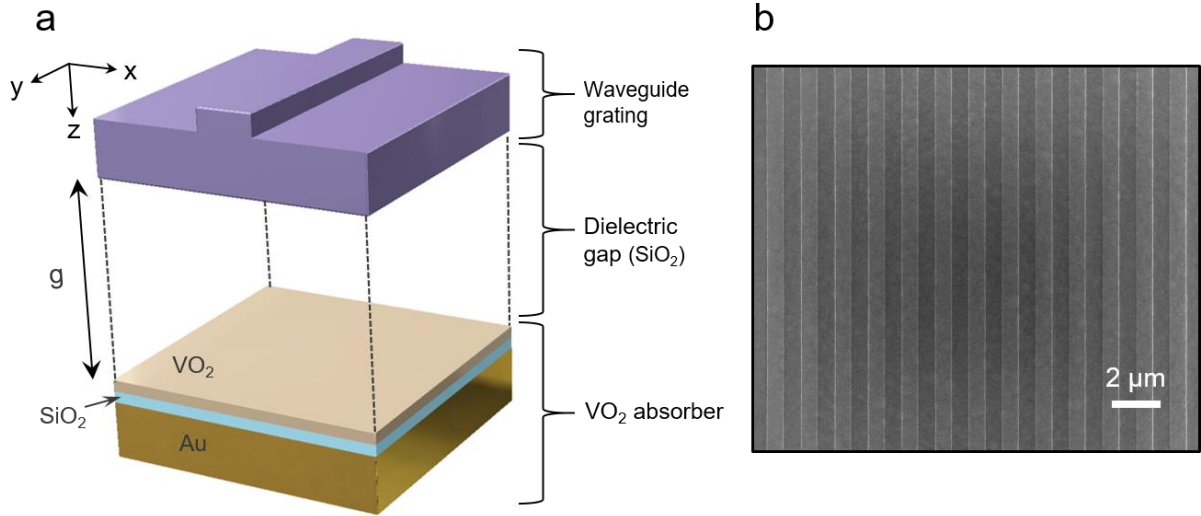 a
b
x
y
z
Waveguide
grating
Dielectric
gap (SiO₂)
g
VO₂
SiO₂
Au
VO₂ absorber
2 µm